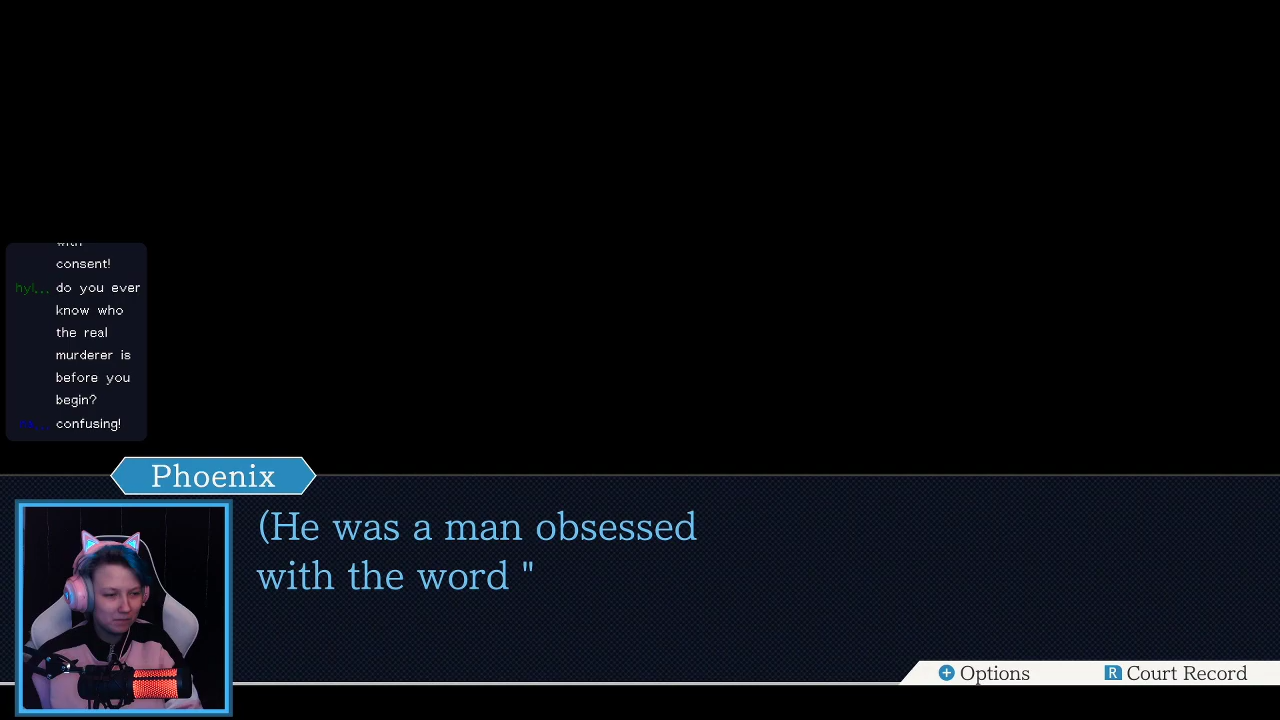 consent!
hyl... do you ever
know who
the real
murderer is
before you
begin?
confusing!
Phoenix
(He was a man obsessed
with the word "
Options
R Court Record